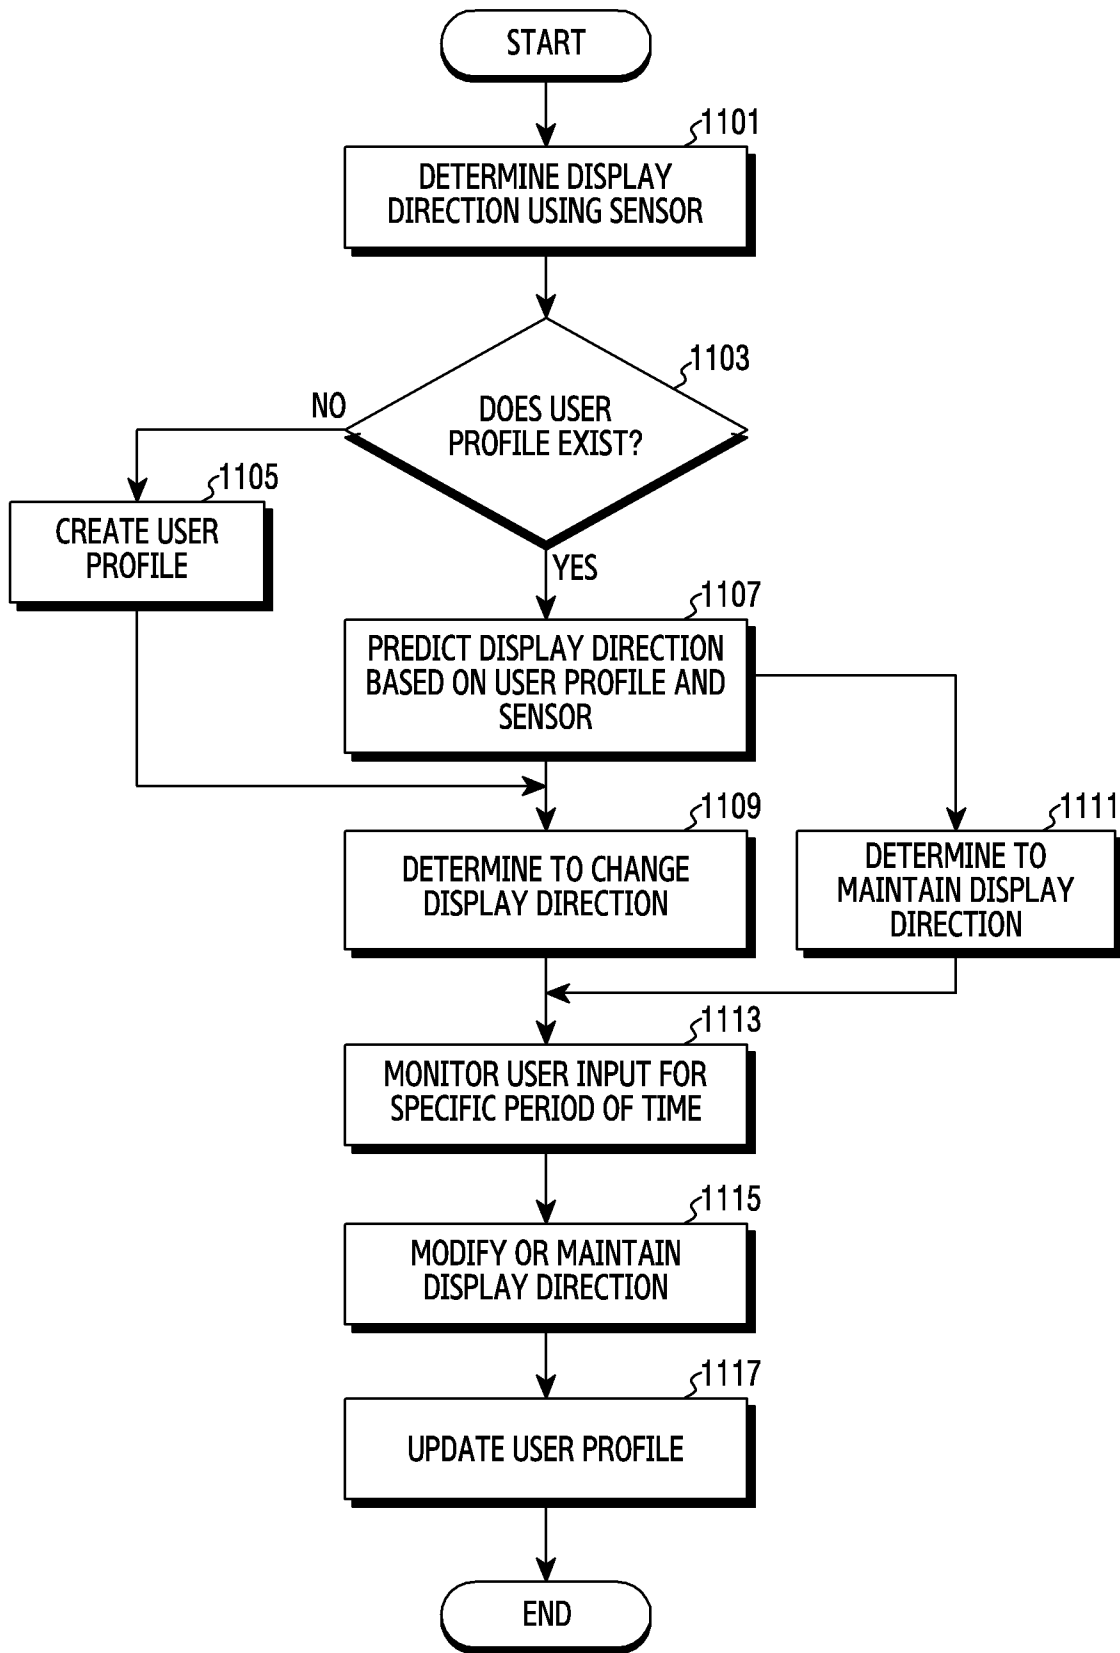 START
1101
DETERMINE DISPLAY
DIRECTION USING SENSOR
1103
DOES USER
PROFILE EXIST?
NO
YES
1105
CREATE USER
PROFILE
1107
PREDICT DISPLAY DIRECTION
BASED ON USER PROFILE AND
SENSOR
1109
DETERMINE TO CHANGE
DISPLAY DIRECTION
1111
DETERMINE TO
MAINTAIN DISPLAY
DIRECTION
1113
MONITOR USER INPUT FOR
SPECIFIC PERIOD OF TIME
1115
MODIFY OR MAINTAIN
DISPLAY DIRECTION
1117
UPDATE USER PROFILE
END